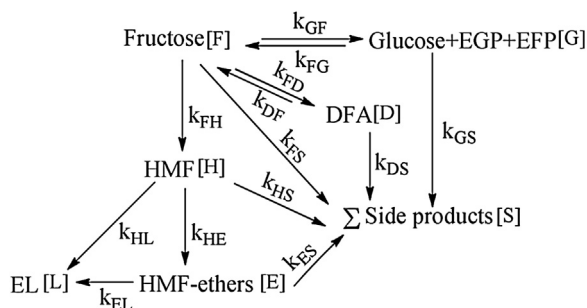 k_GF
Fructose[F] Glucose+EGP+EFP[G]
k_FG
k_FD
k_DF
DFA[D]
k_FH
k_FS
k_GS
k_DS
HMF[H]
k_HS
Σ Side products[S]
k_HL
k_HE
k_ES
EL[L] HMF-ethers [E]
k_EL